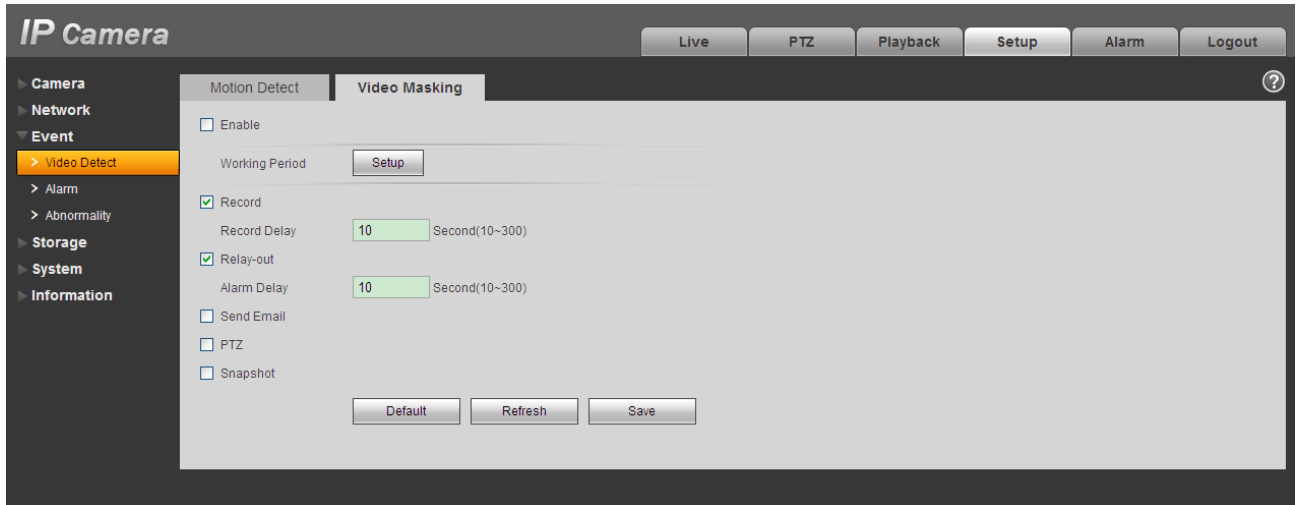 IP Camera
Live PTZ Playback Setup Alarm Logout
Camera
Network
Event
> Video Detect
> Alarm
> Abnormality
Storage
System
Information
Motion Detect Video Masking ?
Enable
Working Period Setup
Record
Record Delay 10 Second(10~300)
Relay-out
Alarm Delay 10 Second(10~300)
Send Email
PTZ
Snapshot
Default Refresh Save